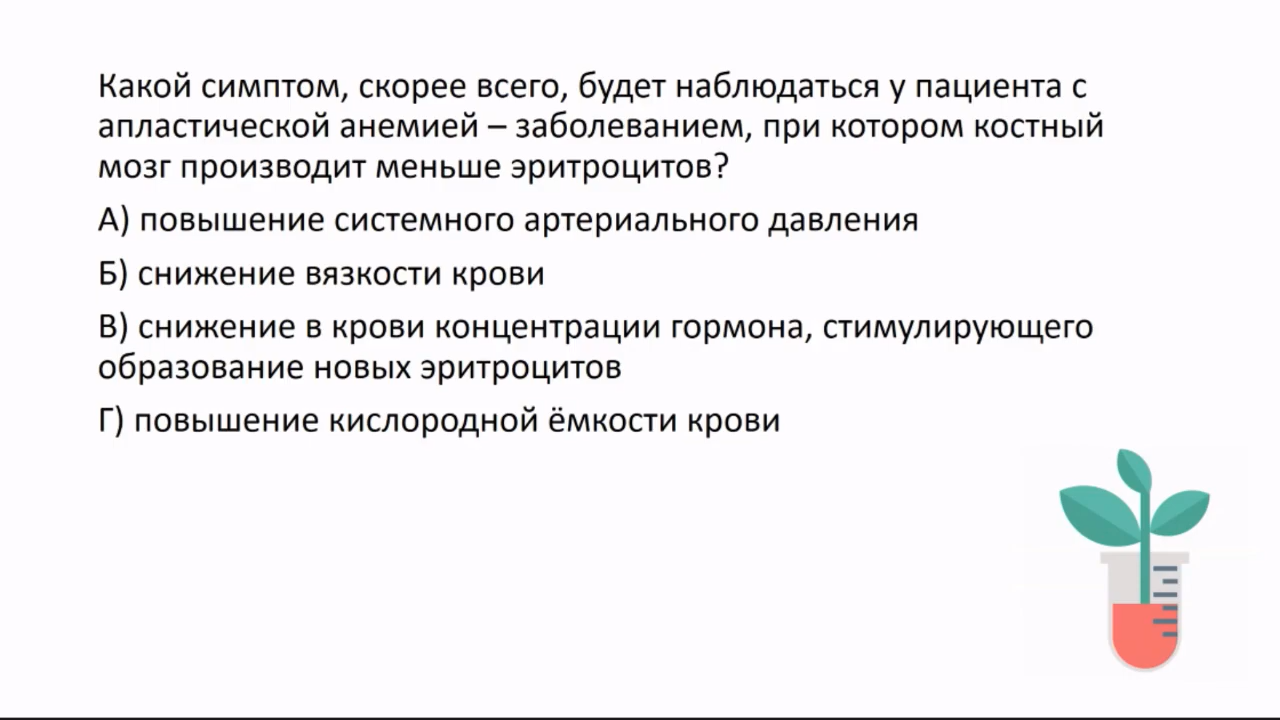 Какой симптом, скорее всего, будет наблюдаться у пациента с
апластической анемией – заболеванием, при котором костный
мозг производит меньше эритроцитов?
А) повышение системного артериального давления
Б) снижение вязкости крови
В) снижение в крови концентрации гормона, стимулирующего
образование новых эритроцитов
Г) повышение кислородной ёмкости крови